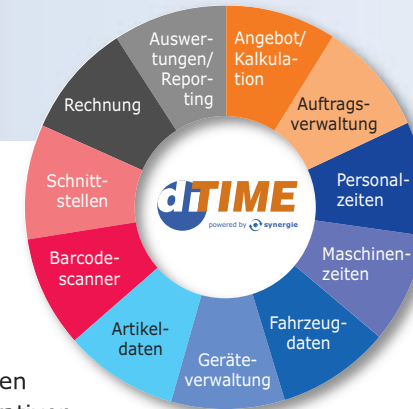 Auswer-
tungen/
Repor-
ting
Angebot/
Kalkula-
tion
Auftrags-
verwaltung
Personal-
zeiten
Maschinen-
zeiten
Fahrzeug-
daten
Geräte-
verwaltung
Artikel-
daten
Barcode-
scanner
Schnitt-
stellen
Rechnung
diTIME
powered by synergie
en